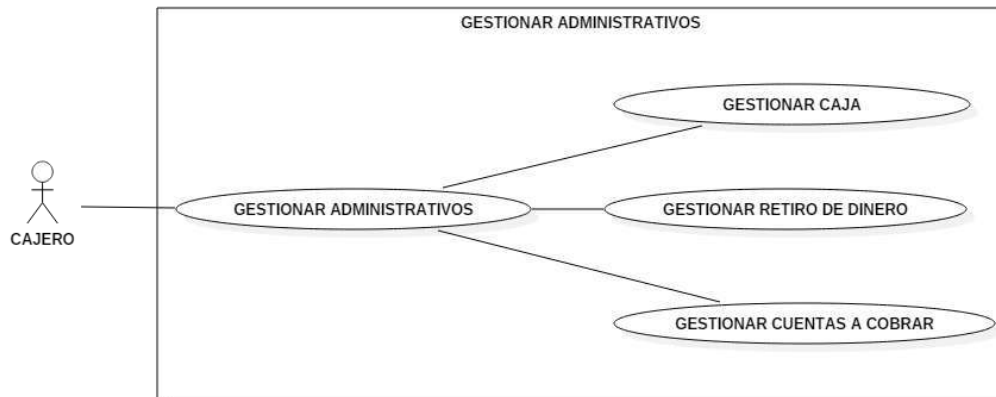 GESTIONAR ADMINISTRATIVOS
GESTIONAR CAJA
GESTIONAR ADMINISTRATIVOS
GESTIONAR RETIRO DE DINERO
CAJERO
GESTIONAR CUENTAS A COBRAR